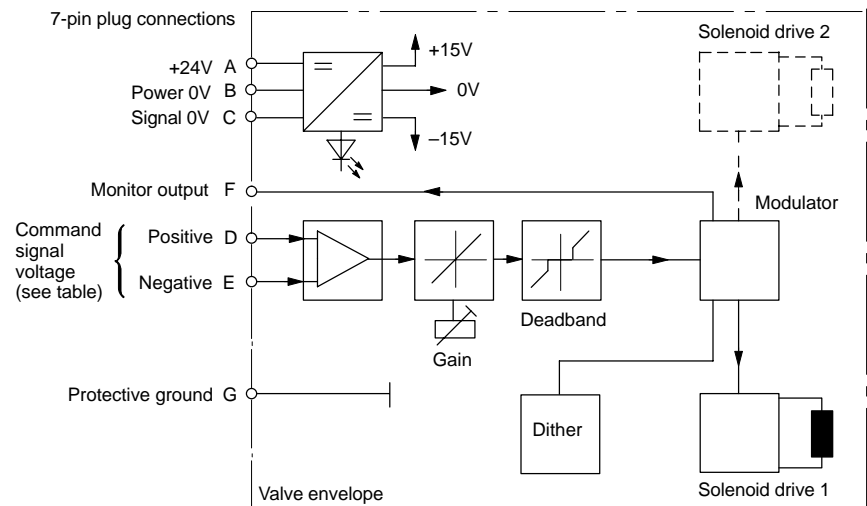 7-pin plug connections
Solenoid drive 2
+24V A
Power 0V B
Signal 0V C
+15V
0V
–15V
Monitor output F
Modulator
Command
signal
voltage
(see table)
Positive D
Negative E
Deadband
Gain
Protective ground G
Dither
Valve envelope
Solenoid drive 1